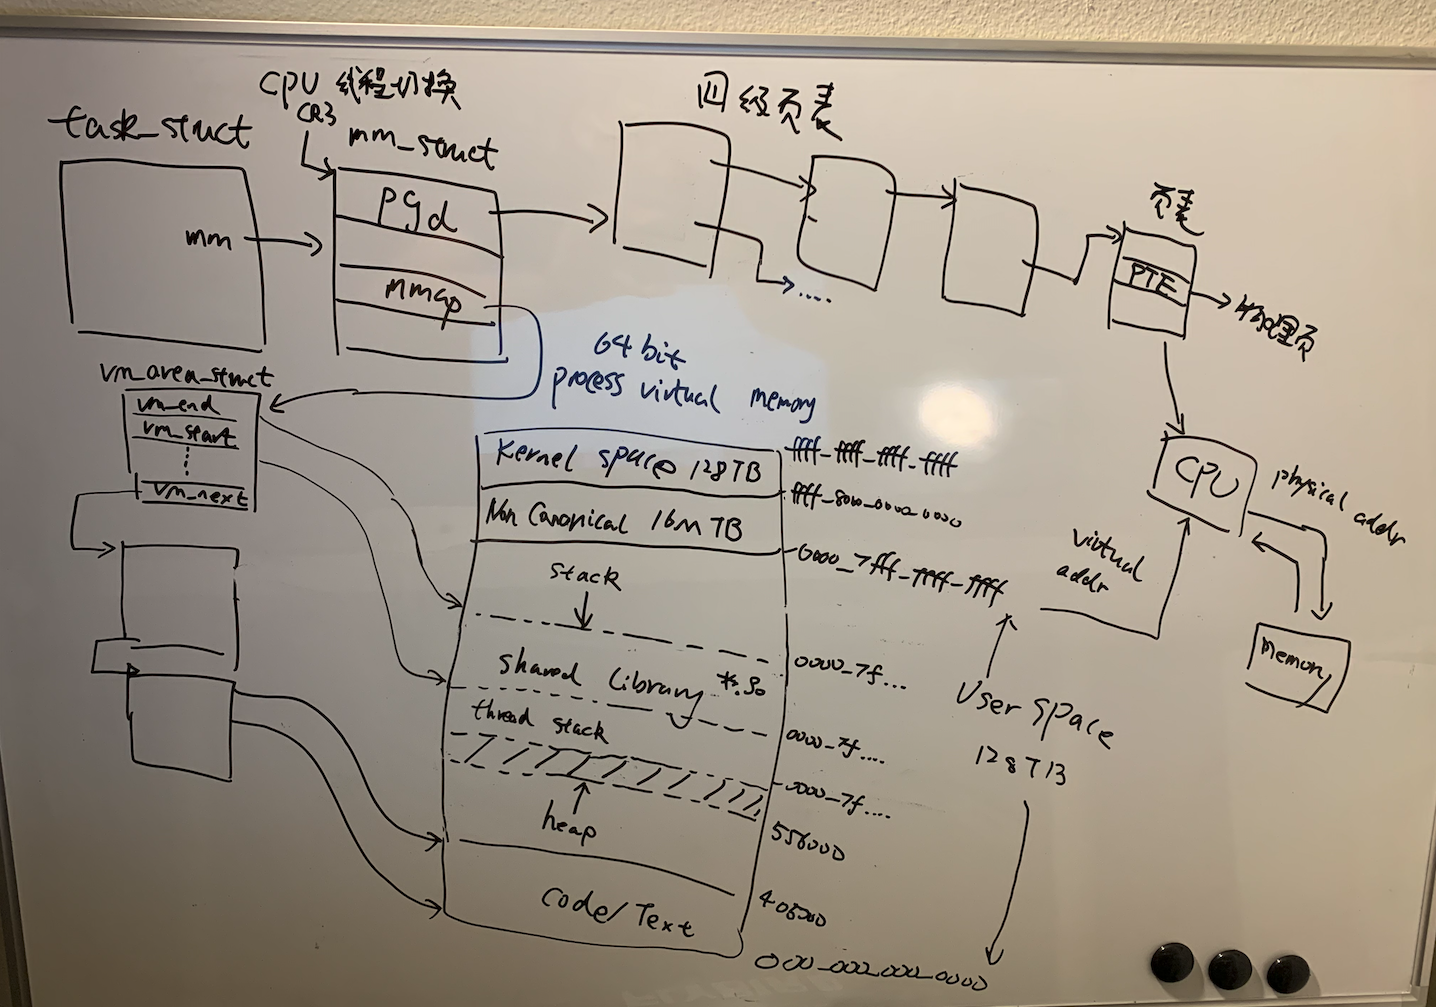 CPU 线程切换
CR3
task_struct
mm
mm_struct
pgd
mmap
四级页表
页表
PTE
物理页
vm_area_struct
vm_end
vm_start
vm_next
64 bit
process virtual memory
Kernel space 128TB
Non Canonical 16M TB
stack
shared Library *.so
thread stack
heap
Code/Text
ffff_ffff_ffff_ffff
ffff_8000_0000_0000
0000_7fff_ffff_ffff
0000_7f...
0000_7f....
0000_7f....
556000
000_000_000_0000
User space
128TB
virtual
addr
CPU
physical addr
Memory